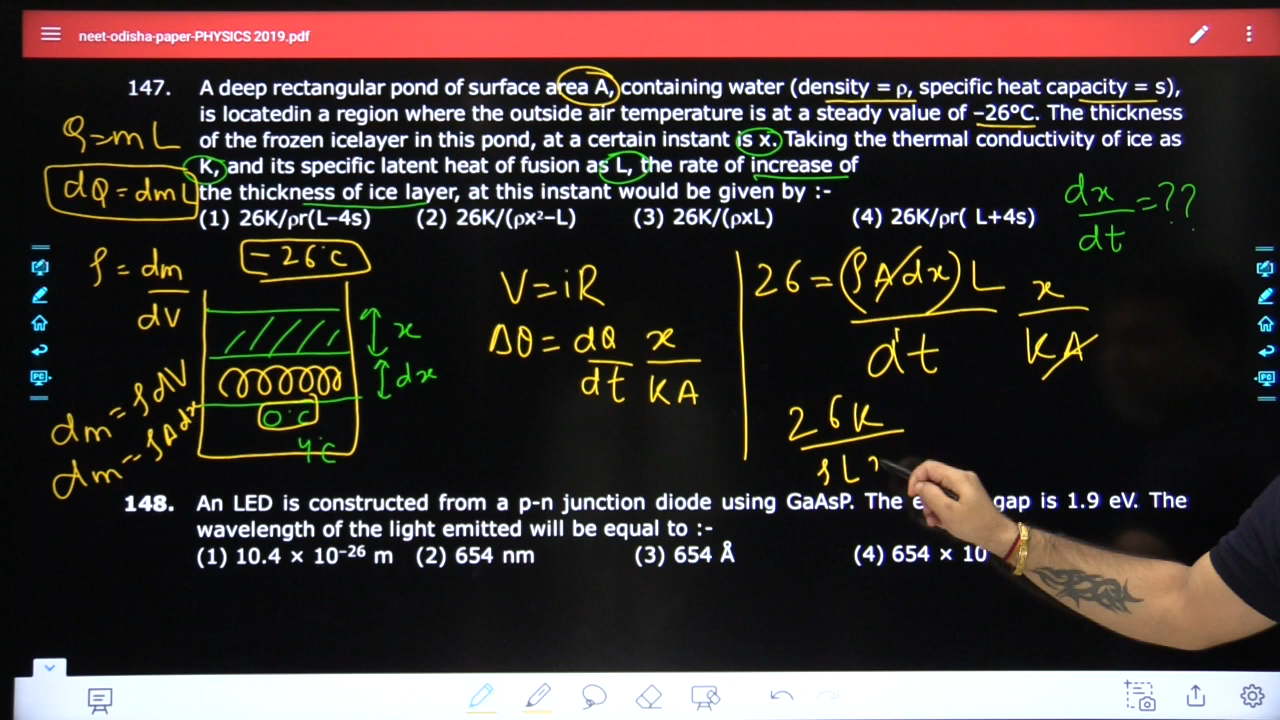 neet-odisha-paper-PHYSICS 2019.pdf
147. A deep rectangular pond of surface area A, containing water (density = ρ, specific heat capacity = s),
is locatedin a region where the outside air temperature is at a steady value of –26°C. The thickness
of the frozen icelayer in this pond, at a certain instant is x. Taking the thermal conductivity of ice as
K, and its specific latent heat of fusion as L, the rate of increase of
the thickness of ice layer, at this instant would be given by :-
(1) 26K/ρr(L–4s) (2) 26K/(ρx²–L) (3) 26K/(ρxL) (4) 26K/ρr( L+4s)
Q=mL
dQ = dmL
dx/dt =??
ρ = dm/dV
dm = ρdV
dm = ρAdx
-26°C
x
dx
0°C
4°C
V=iR
Δθ = dQ/dt x/KA
26 = (ρAdx)L/dt x/KA
26K/ρL
148. An LED is constructed from a p-n junction diode using GaAsP. The gap is 1.9 eV. The
wavelength of the light emitted will be equal to :-
(1) 10.4 × 10⁻²⁶ m (2) 654 nm (3) 654 Å (4) 654 × 10
PC
PC